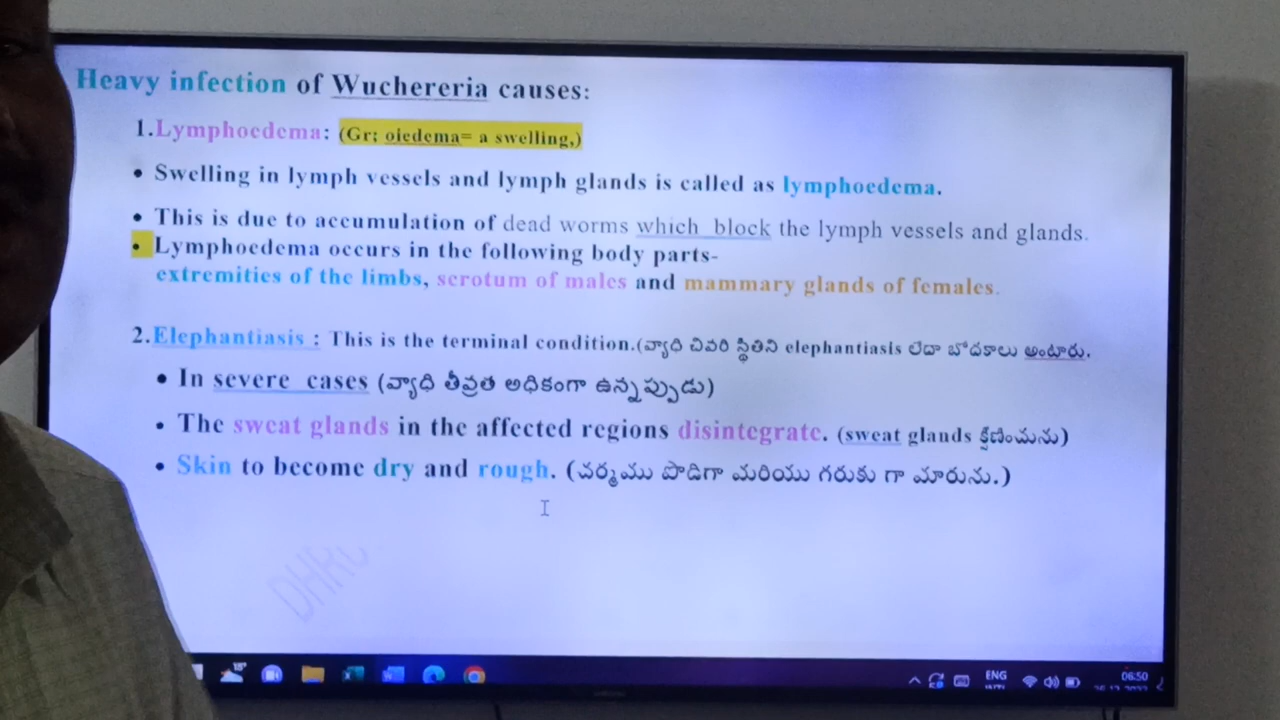 Heavy infection of Wuchereria causes:
1.Lymphoedema: (Gr; oiedema= a swelling,)
• Swelling in lymph vessels and lymph glands is called as lymphoedema.
• This is due to accumulation of dead worms which block the lymph vessels and glands.
• Lymphoedema occurs in the following body parts-
extremities of the limbs, scrotum of males and mammary glands of females.
2.Elephantiasis : This is the terminal condition.(వ్యాధి చివరి స్థితిని elephantiasis లేదా బోదకాలు అంటారు.
• In severe cases (వ్యాధి తీవ్రత అధికంగా ఉన్నప్పుడు)
• The sweat glands in the affected regions disintegrate. (sweat glands క్షీణించును)
• Skin to become dry and rough. (చర్మము పొడిగా మరియు గరుకు గా మారును.)
15°
ENG
06:50